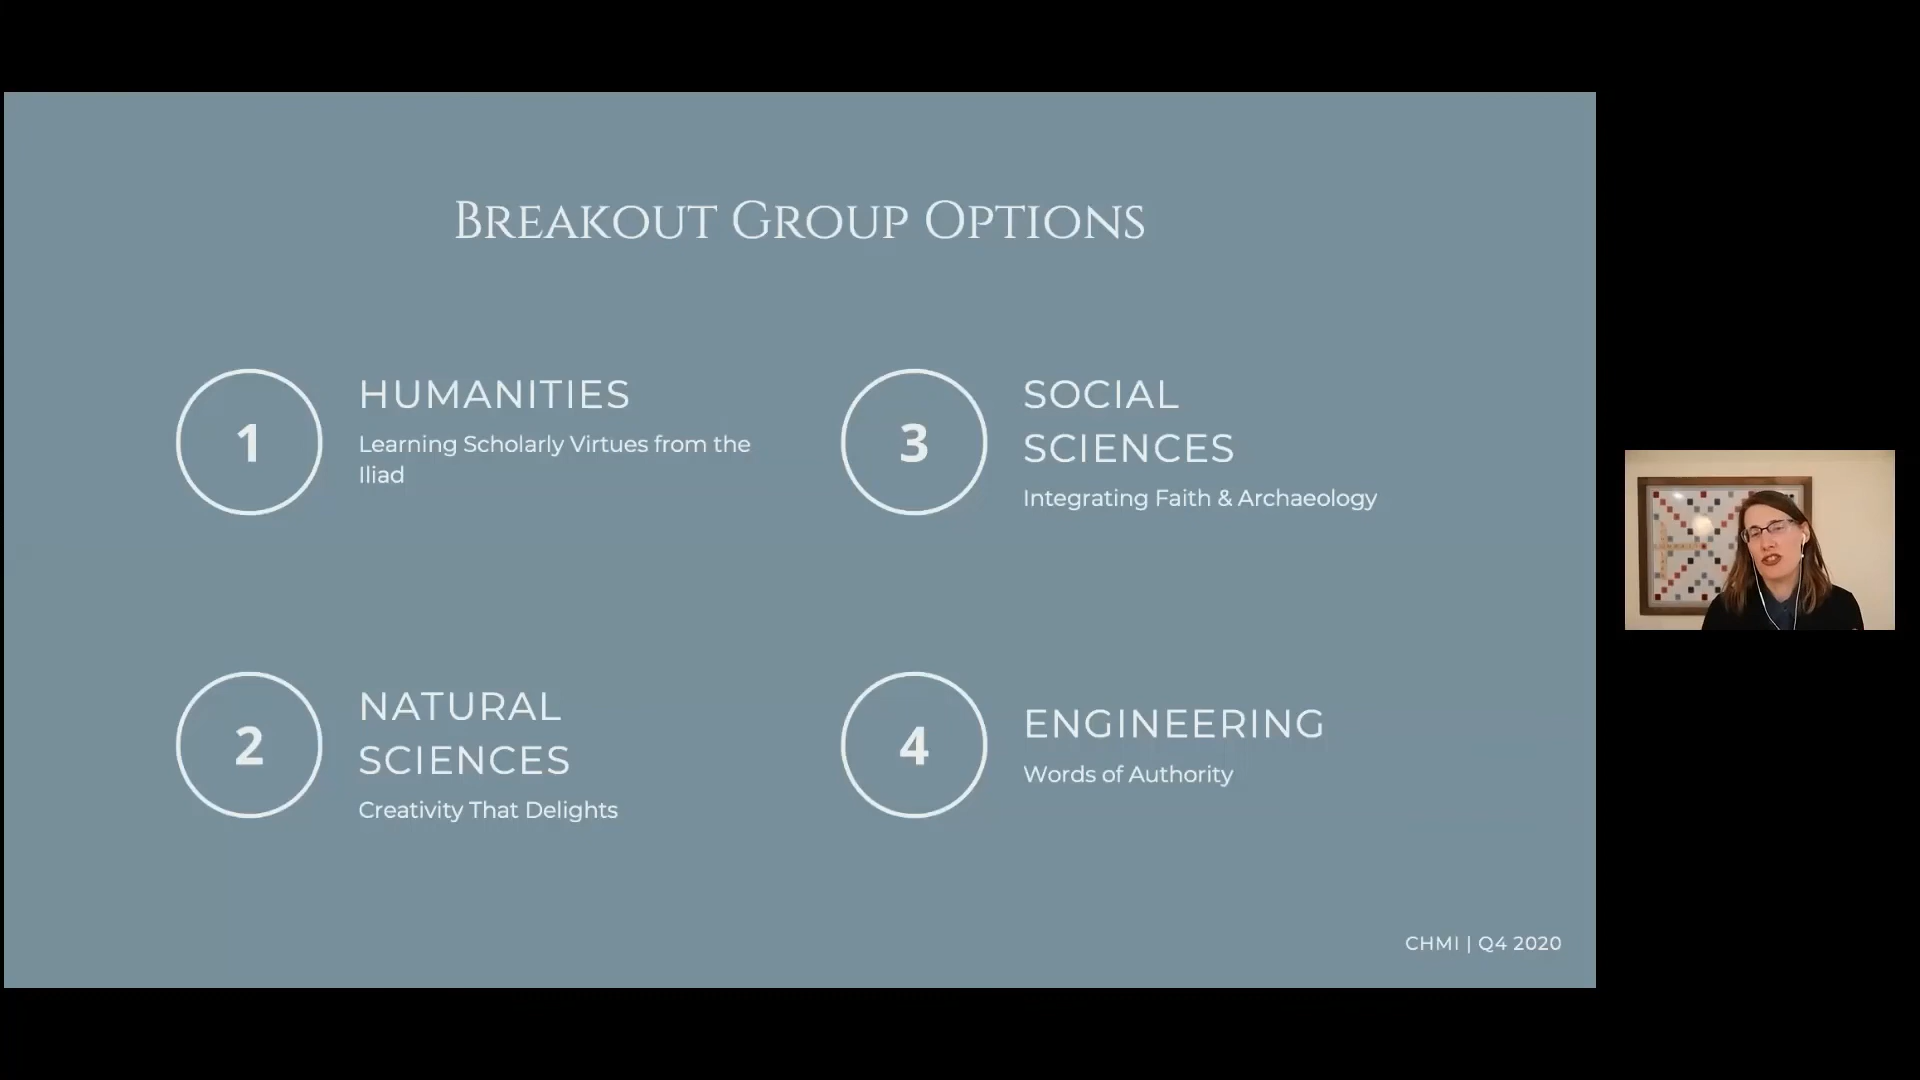 Breakout Group Options
1
HUMANITIES
Learning Scholarly Virtues from the
Iliad
2
NATURAL
SCIENCES
Creativity That Delights
3
SOCIAL
SCIENCES
Integrating Faith & Archaeology
4
ENGINEERING
Words of Authority
CHMI | Q4 2020